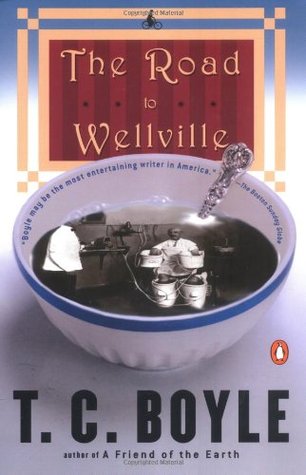 The Road
to
Wellville
"Boyle may be the most entertaining writer in America."
—The Boston Sunday Globe
T. C. BOYLE
author of A Friend of the Earth